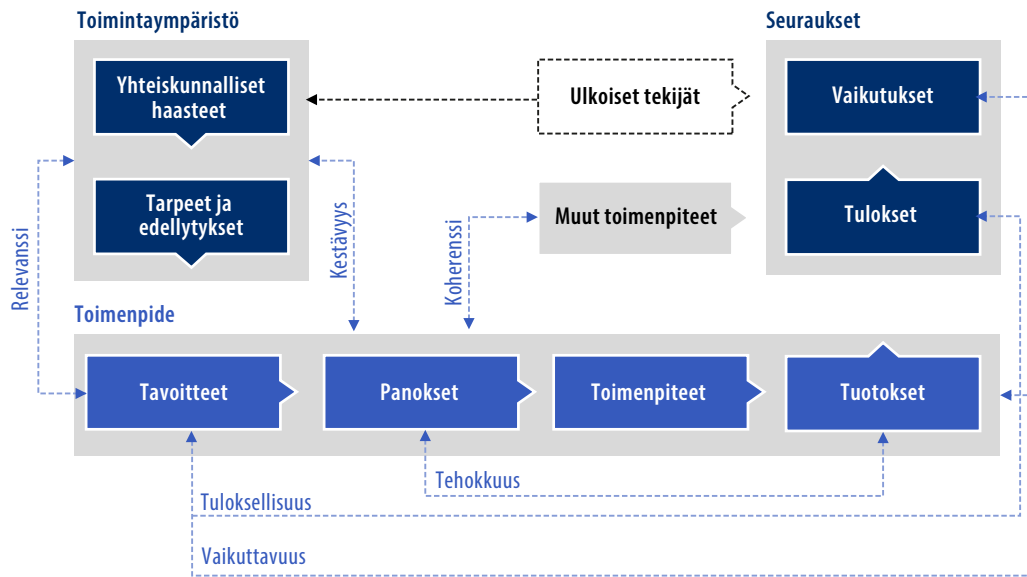 Toimintaympäristö
Seuraukset
Yhteiskunnalliset
haasteet
Ulkoiset tekijät
Vaikutukset
Tarpeet ja
edellytykset
Muut toimenpiteet
Tulokset
Relevanssi
Kestävyys
Koherenssi
Toimenpide
Tavoitteet
Panokset
Toimenpiteet
Tuotokset
Tehokkuus
Tuloksellisuus
Vaikuttavuus